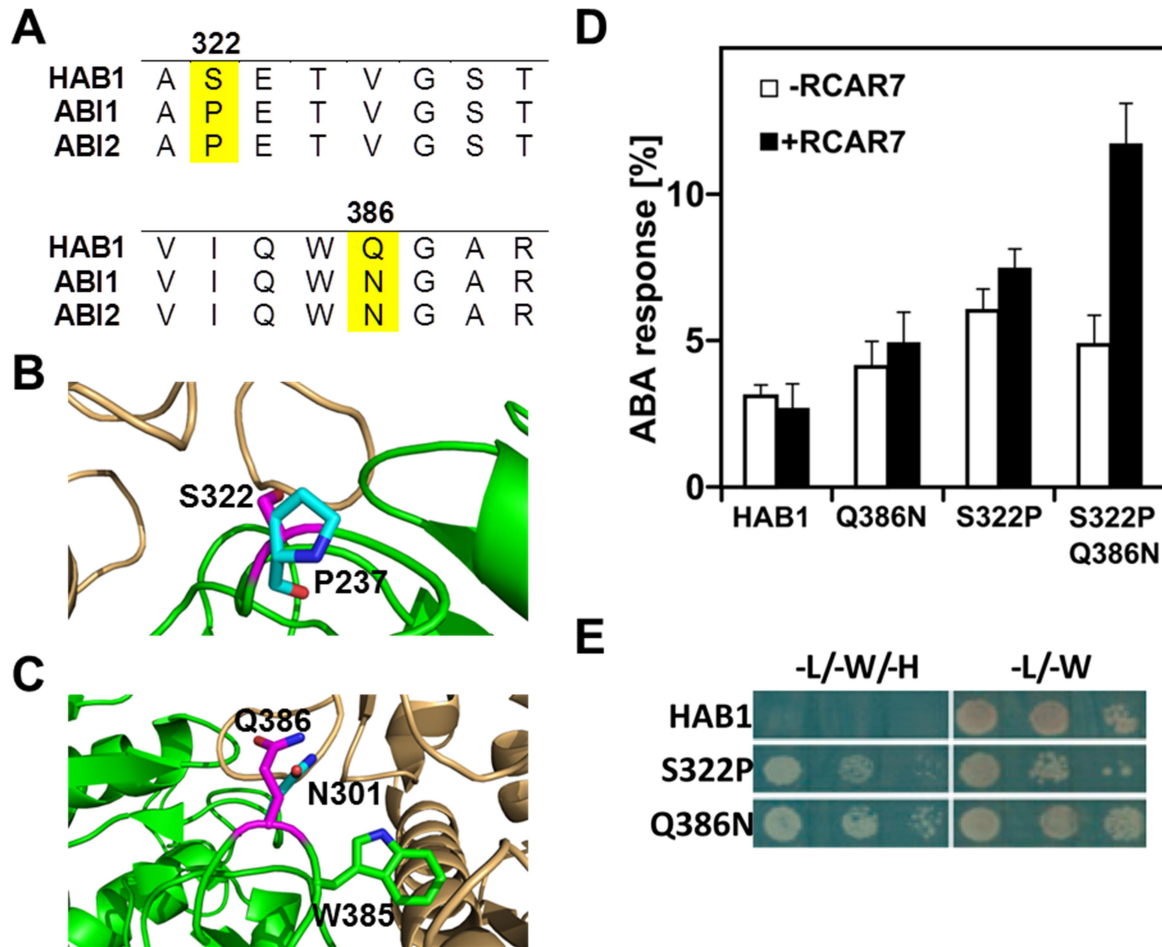 A
322
HAB1 A S E T V G S T
ABI1 A P E T V G S T
ABI2 A P E T V G S T
386
HAB1 V I Q W Q G A R
ABI1 V I Q W N G A R
ABI2 V I Q W N G A R
B
S322
P237
C
Q386
N301
W385
D
-RCAR7
+RCAR7
ABA response [%]
10
5
0
HAB1 Q386N S322P S322P
Q386N
E
-L/-W/-H -L/-W
HAB1
S322P
Q386N